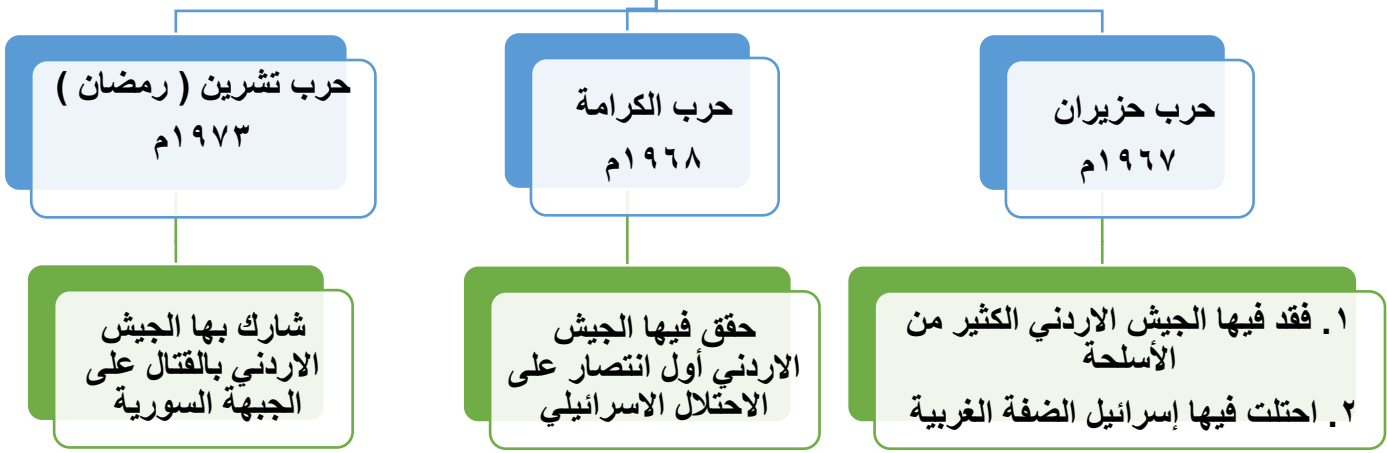 حرب حزيران
١٩٦٧م
حرب الكرامة
١٩٦٨م
حرب تشرين ( رمضان )
١٩٧٣م
١. فقد فيها الجيش الاردني الكثير من
الأسلحة
٢. احتلت فيها إسرائيل الضفة الغربية
حقق فيها الجيش
الاردني أول انتصار على
الاحتلال الاسرائيلي
شارك بها الجيش
الاردني بالقتال على
الجبهة السورية